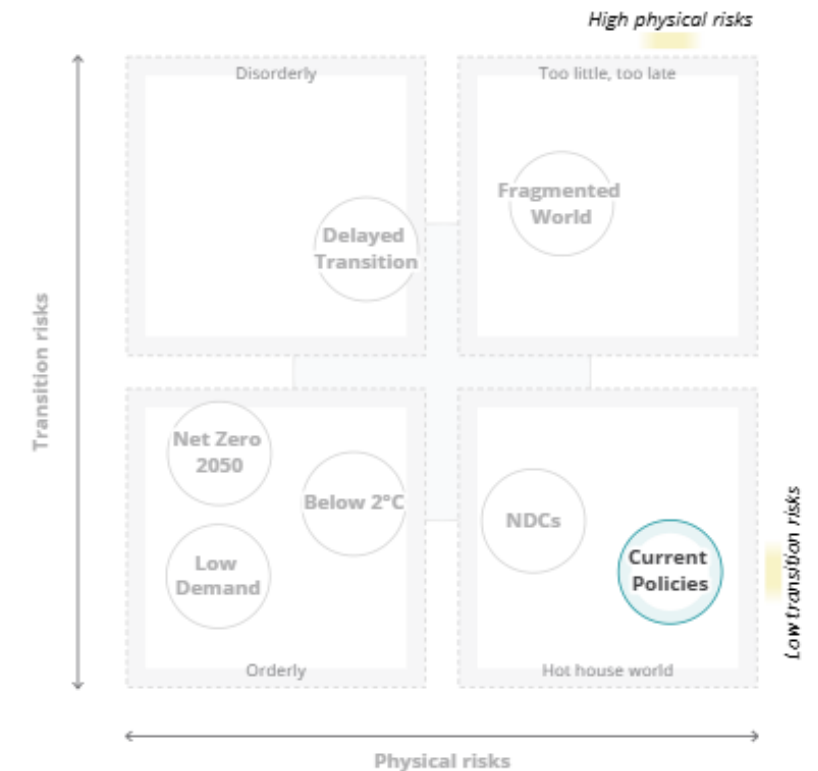 High physical risks
Disorderly
Too little, too late
Fragmented
World
Delayed
Transition
Transition risks
Net Zero
2050
Below 2°C
Low
Demand
NDCs
Current
Policies
Low transition risks
Orderly
Hot house world
Physical risks